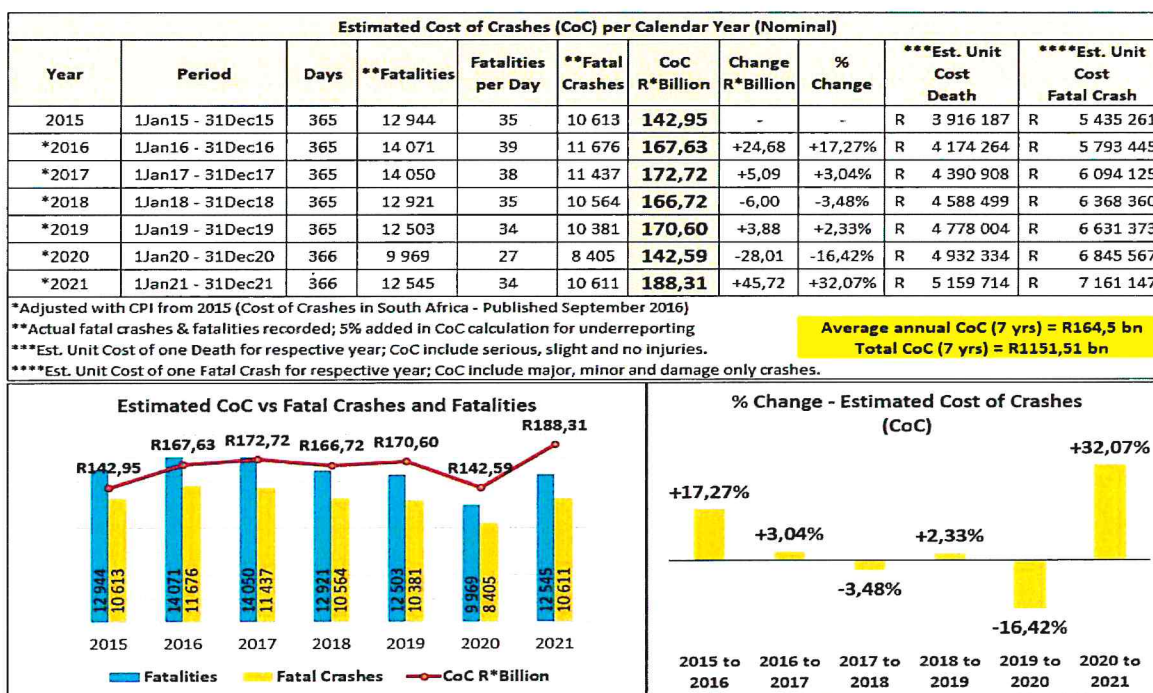 Estimated Cost of Crashes (CoC) per Calendar Year (Nominal)
Year Period Days **Fatalities Fatalities per Day **Fatal Crashes CoC R*Billion Change R*Billion % Change ***Est. Unit Cost Death ****Est. Unit Cost Fatal Crash
2015 1Jan15 - 31Dec15 365 12 944 35 10 613 142,95 - - R 3 916 187 R 5 435 261
*2016 1Jan16 - 31Dec16 365 14 071 39 11 676 167,63 +24,68 +17,27% R 4 174 264 R 5 793 445
*2017 1Jan17 - 31Dec17 365 14 050 38 11 437 172,72 +5,09 +3,04% R 4 390 908 R 6 094 125
*2018 1Jan18 - 31Dec18 365 12 921 35 10 564 166,72 -6,00 -3,48% R 4 588 499 R 6 368 360
*2019 1Jan19 - 31Dec19 365 12 503 34 10 381 170,60 +3,88 +2,33% R 4 778 004 R 6 631 373
*2020 1Jan20 - 31Dec20 366 9 969 27 8 405 142,59 -28,01 -16,42% R 4 932 334 R 6 845 567
*2021 1Jan21 - 31Dec21 366 12 545 34 10 611 188,31 +45,72 +32,07% R 5 159 714 R 7 161 147
*Adjusted with CPI from 2015 (Cost of Crashes in South Africa - Published September 2016)
**Actual fatal crashes & fatalities recorded; 5% added in CoC calculation for underreporting
***Est. Unit Cost of one Death for respective year; CoC include serious, slight and no injuries.
****Est. Unit Cost of one Fatal Crash for respective year; CoC include major, minor and damage only crashes.
Average annual CoC (7 yrs) = R164,5 bn
Total CoC (7 yrs) = R1151,51 bn
Estimated CoC vs Fatal Crashes and Fatalities
R142,95 R167,63 R172,72 R166,72 R170,60 R142,59 R188,31
12 944 10 613 14 071 11 676 14 050 11 437 12 921 10 564 12 503 10 381 9 969 8 405 12 545 10 611
2015 2016 2017 2018 2019 2020 2021
Fatalities Fatal Crashes CoC R*Billion
% Change - Estimated Cost of Crashes
(CoC)
+17,27% +3,04% -3,48% +2,33% -16,42% +32,07%
2015 to 2016 2016 to 2017 2017 to 2018 2018 to 2019 2019 to 2020 2020 to 2021